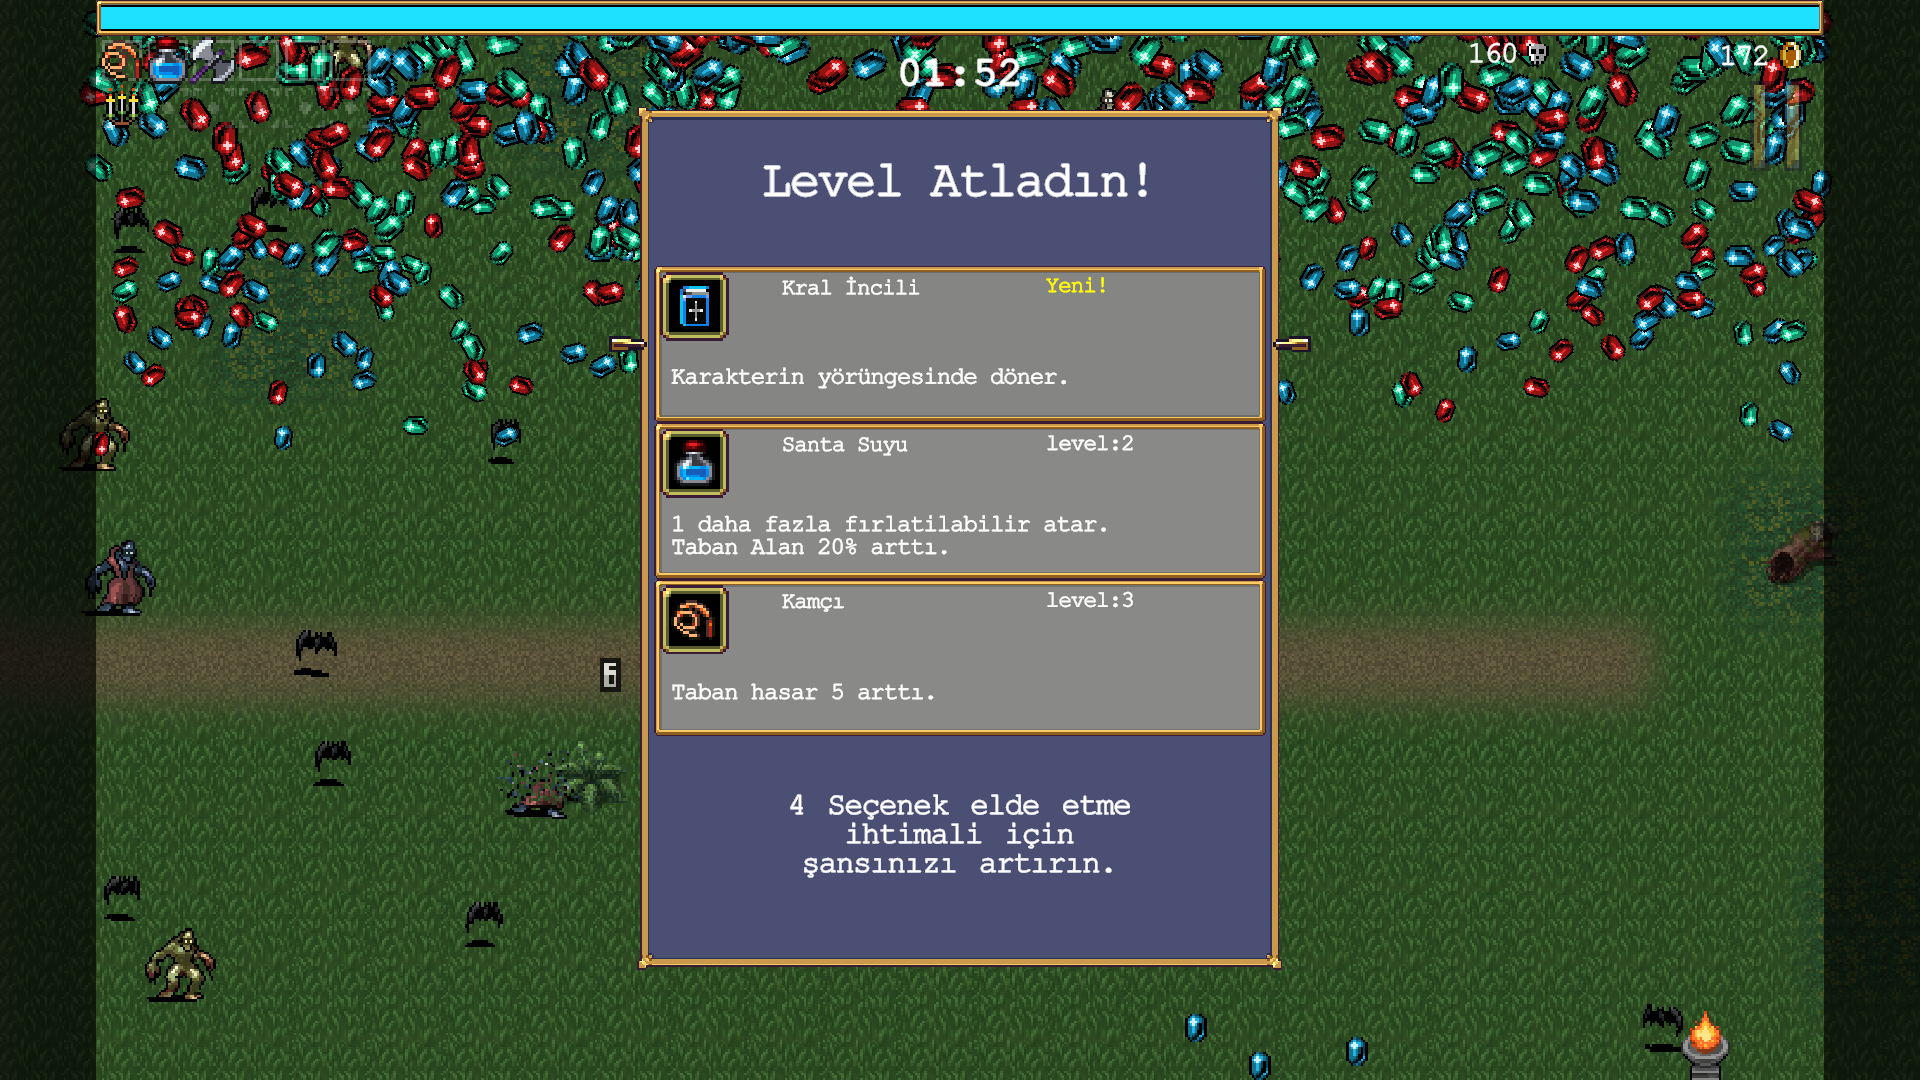 01:52
160
172
Level Atladın!
Kral İncili Yeni!
Karakterin yörüngesinde döner.
Santa Suyu level:2
1 daha fazla fırlatilabilir atar.
Taban Alan 20% arttı.
Kamçı level:3
6
Taban hasar 5 arttı.
4 Seçenek elde etme
ihtimali için
şansınızı artırın.